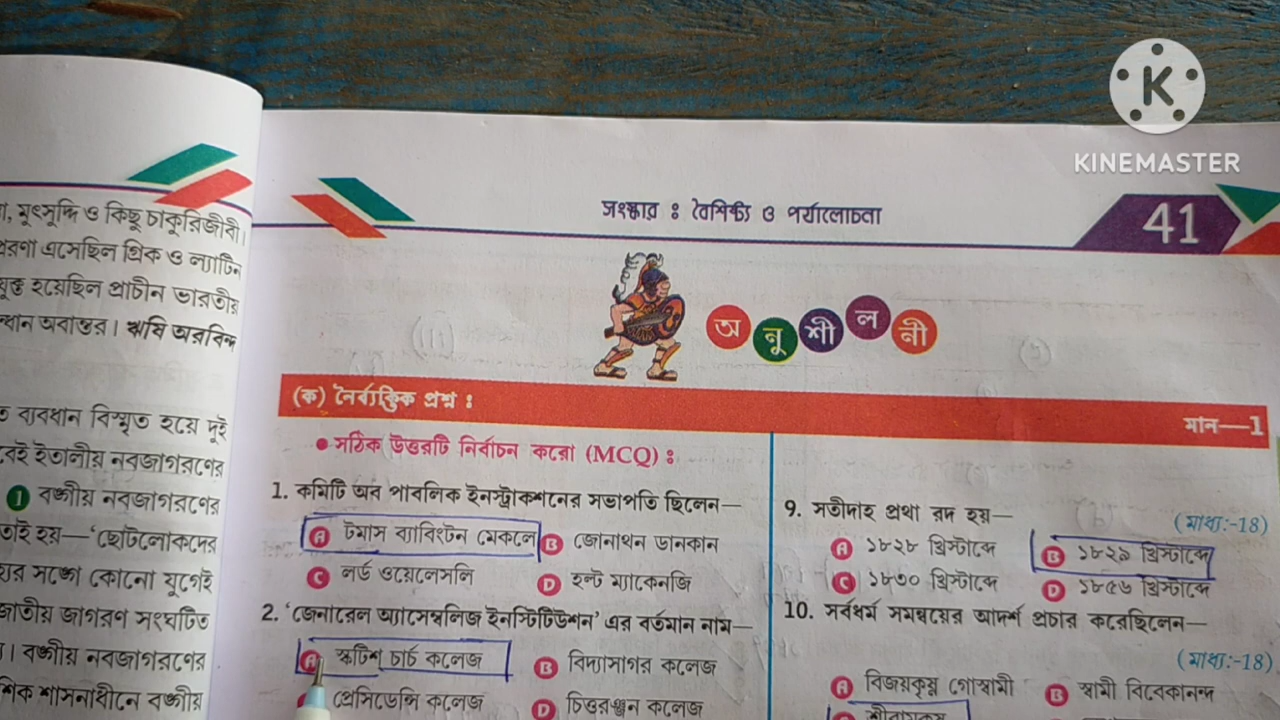 KINEMASTER
মুৎসুদ্দি ও কিছু চাকুরিজীবী।
এসেছিল গ্রিক ও ল্যাটিন
হয়েছিল প্রাচীন ভারতীয়
অবান্তর। ঋষি অরবিন্দ
ব্যবধান বিস্মৃত হয়ে দুই
ইতালীয় নবজাগরণের
1 বঙ্গীয় নবজাগরণের
হয়—'ছোটলোকদের
সঙ্গে কোনো যুগেই
জাতীয় জাগরণ সংঘটিত
। বঙ্গীয় নবজাগরণের
শাসনাধীনে বঙ্গীয়
সংস্কার : বৈশিষ্ট্য ও পর্যালোচনা
41
অনুশীলনী
(ক) নৈর্ব্যক্তিক প্রশ্ন :
মান—1
• সঠিক উত্তরটি নির্বাচন করো (MCQ) :
1. কমিটি অব পাবলিক ইনস্ট্রাকশনের সভাপতি ছিলেন—
A টমাস ব্যাবিংটন মেকলে B জোনাথন ডানকান
C লর্ড ওয়েলেসলি D হল্ট ম্যাকেনজি
2. 'জেনারেল অ্যাসেম্বলিজ ইনস্টিটিউশন' এর বর্তমান নাম—
A স্কটিশ চার্চ কলেজ B বিদ্যাসাগর কলেজ
প্রেসিডেন্সি কলেজ D চিত্তরঞ্জন কলেজ
9. সতীদাহ প্রথা রদ হয়—
(মাধ্য:-18)
A ১৮২৮ খ্রিস্টাব্দে B ১৮২৯ খ্রিস্টাব্দে
C ১৮৩০ খ্রিস্টাব্দে D ১৮৫৬ খ্রিস্টাব্দে
10. সর্বধর্ম সমন্বয়ের আদর্শ প্রচার করেছিলেন—
(মাধ্য:-18)
A বিজয়কৃষ্ণ গোস্বামী B স্বামী বিবেকানন্দ
শ্রীরামকৃষ্ণ